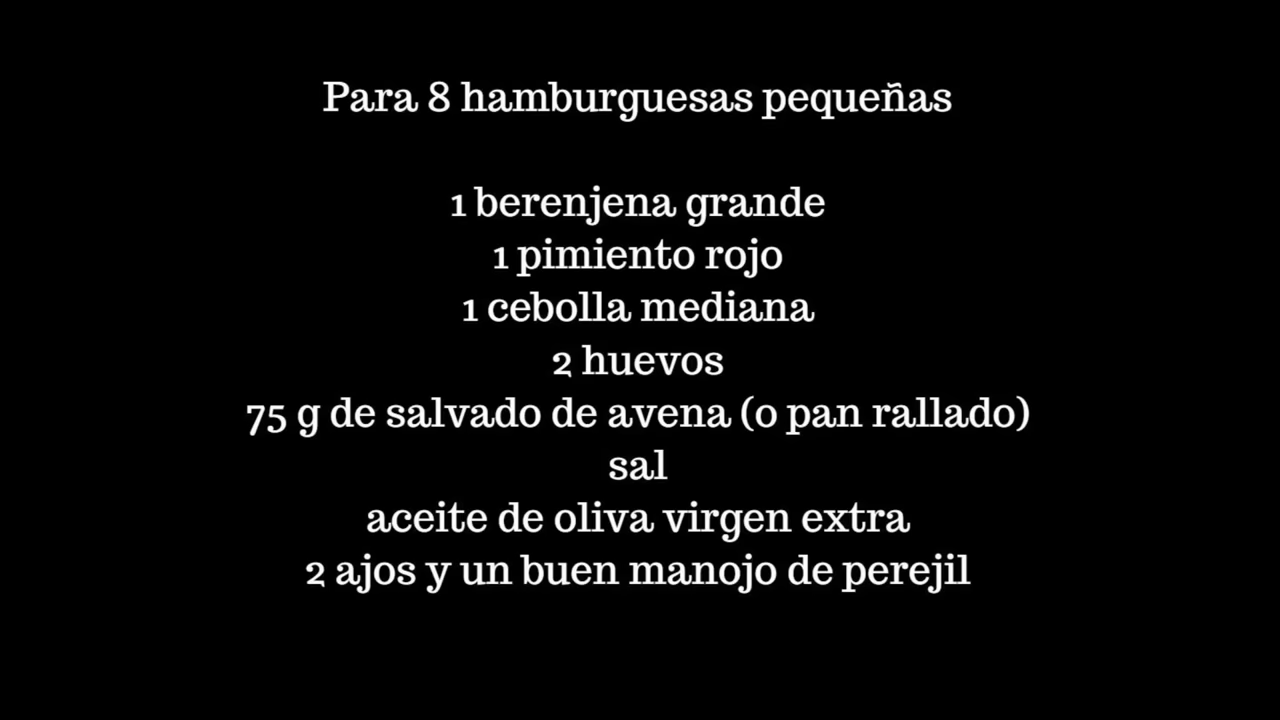 Para 8 hamburguesas pequeñas
1 berenjena grande
1 pimiento rojo
1 cebolla mediana
2 huevos
75 g de salvado de avena (o pan rallado)
sal
aceite de oliva virgen extra
2 ajos y un buen manojo de perejil